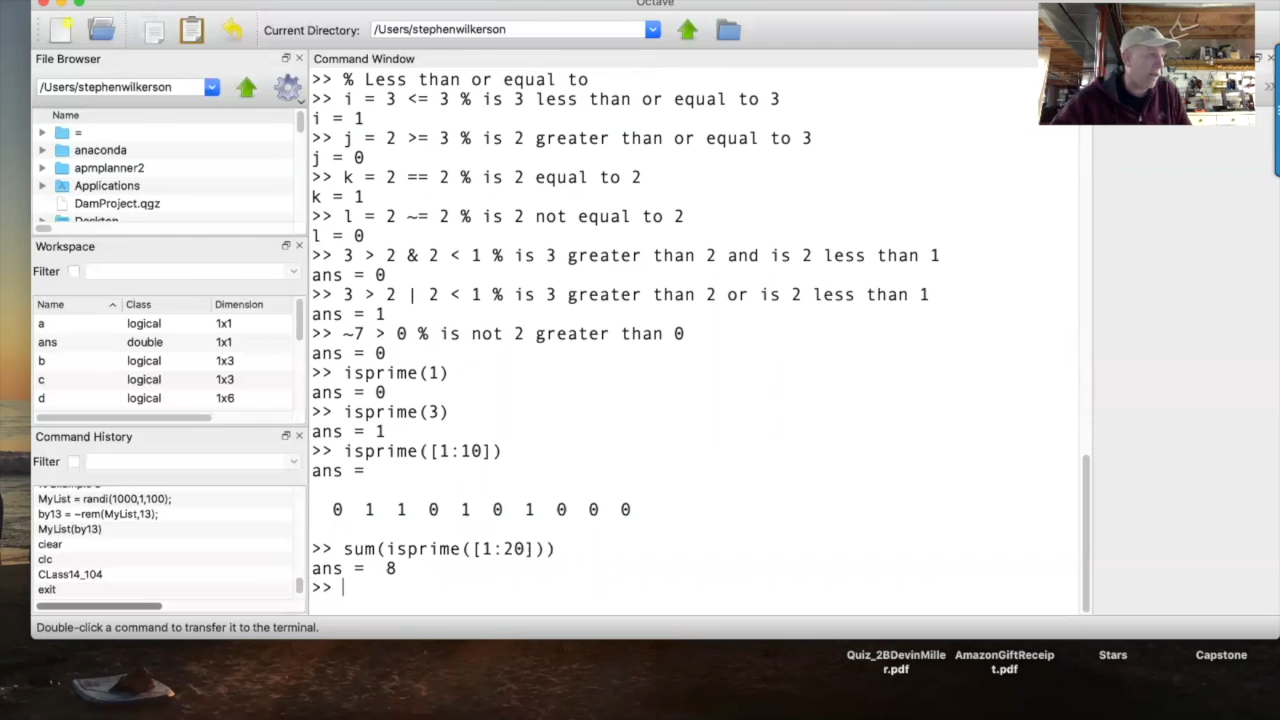 Octave
Current Directory: /Users/stephenwilkerson
File Browser
/Users/stephenwilkerson
Name
=
anaconda
apmplanner2
Applications
DamProject.qgz
Desktop
Workspace
Filter
Name Class Dimension
a logical 1x1
ans double 1x1
b logical 1x3
c logical 1x3
d logical 1x6
Command History
Filter
MyList = randi(1000,1,100);
by13 = ~rem(MyList,13);
MyList(by13)
clear
clc
CLass14_104
exit
Command Window
>> % Less than or equal to
>> i = 3 <= 3 % is 3 less than or equal to 3
i = 1
>> j = 2 >= 3 % is 2 greater than or equal to 3
j = 0
>> k = 2 == 2 % is 2 equal to 2
k = 1
>> l = 2 ~= 2 % is 2 not equal to 2
l = 0
>> 3 > 2 & 2 < 1 % is 3 greater than 2 and is 2 less than 1
ans = 0
>> 3 > 2 | 2 < 1 % is 3 greater than 2 or is 2 less than 1
ans = 1
>> ~7 > 0 % is not 2 greater than 0
ans = 0
>> isprime(1)
ans = 0
>> isprime(3)
ans = 1
>> isprime([1:10])
ans =
0 1 1 0 1 0 1 0 0 0
>> sum(isprime([1:20]))
ans = 8
>>
Double-click a command to transfer it to the terminal.
Quiz_2BDevinMille
r.pdf
AmazonGiftReceip
t.pdf
Stars
Capstone